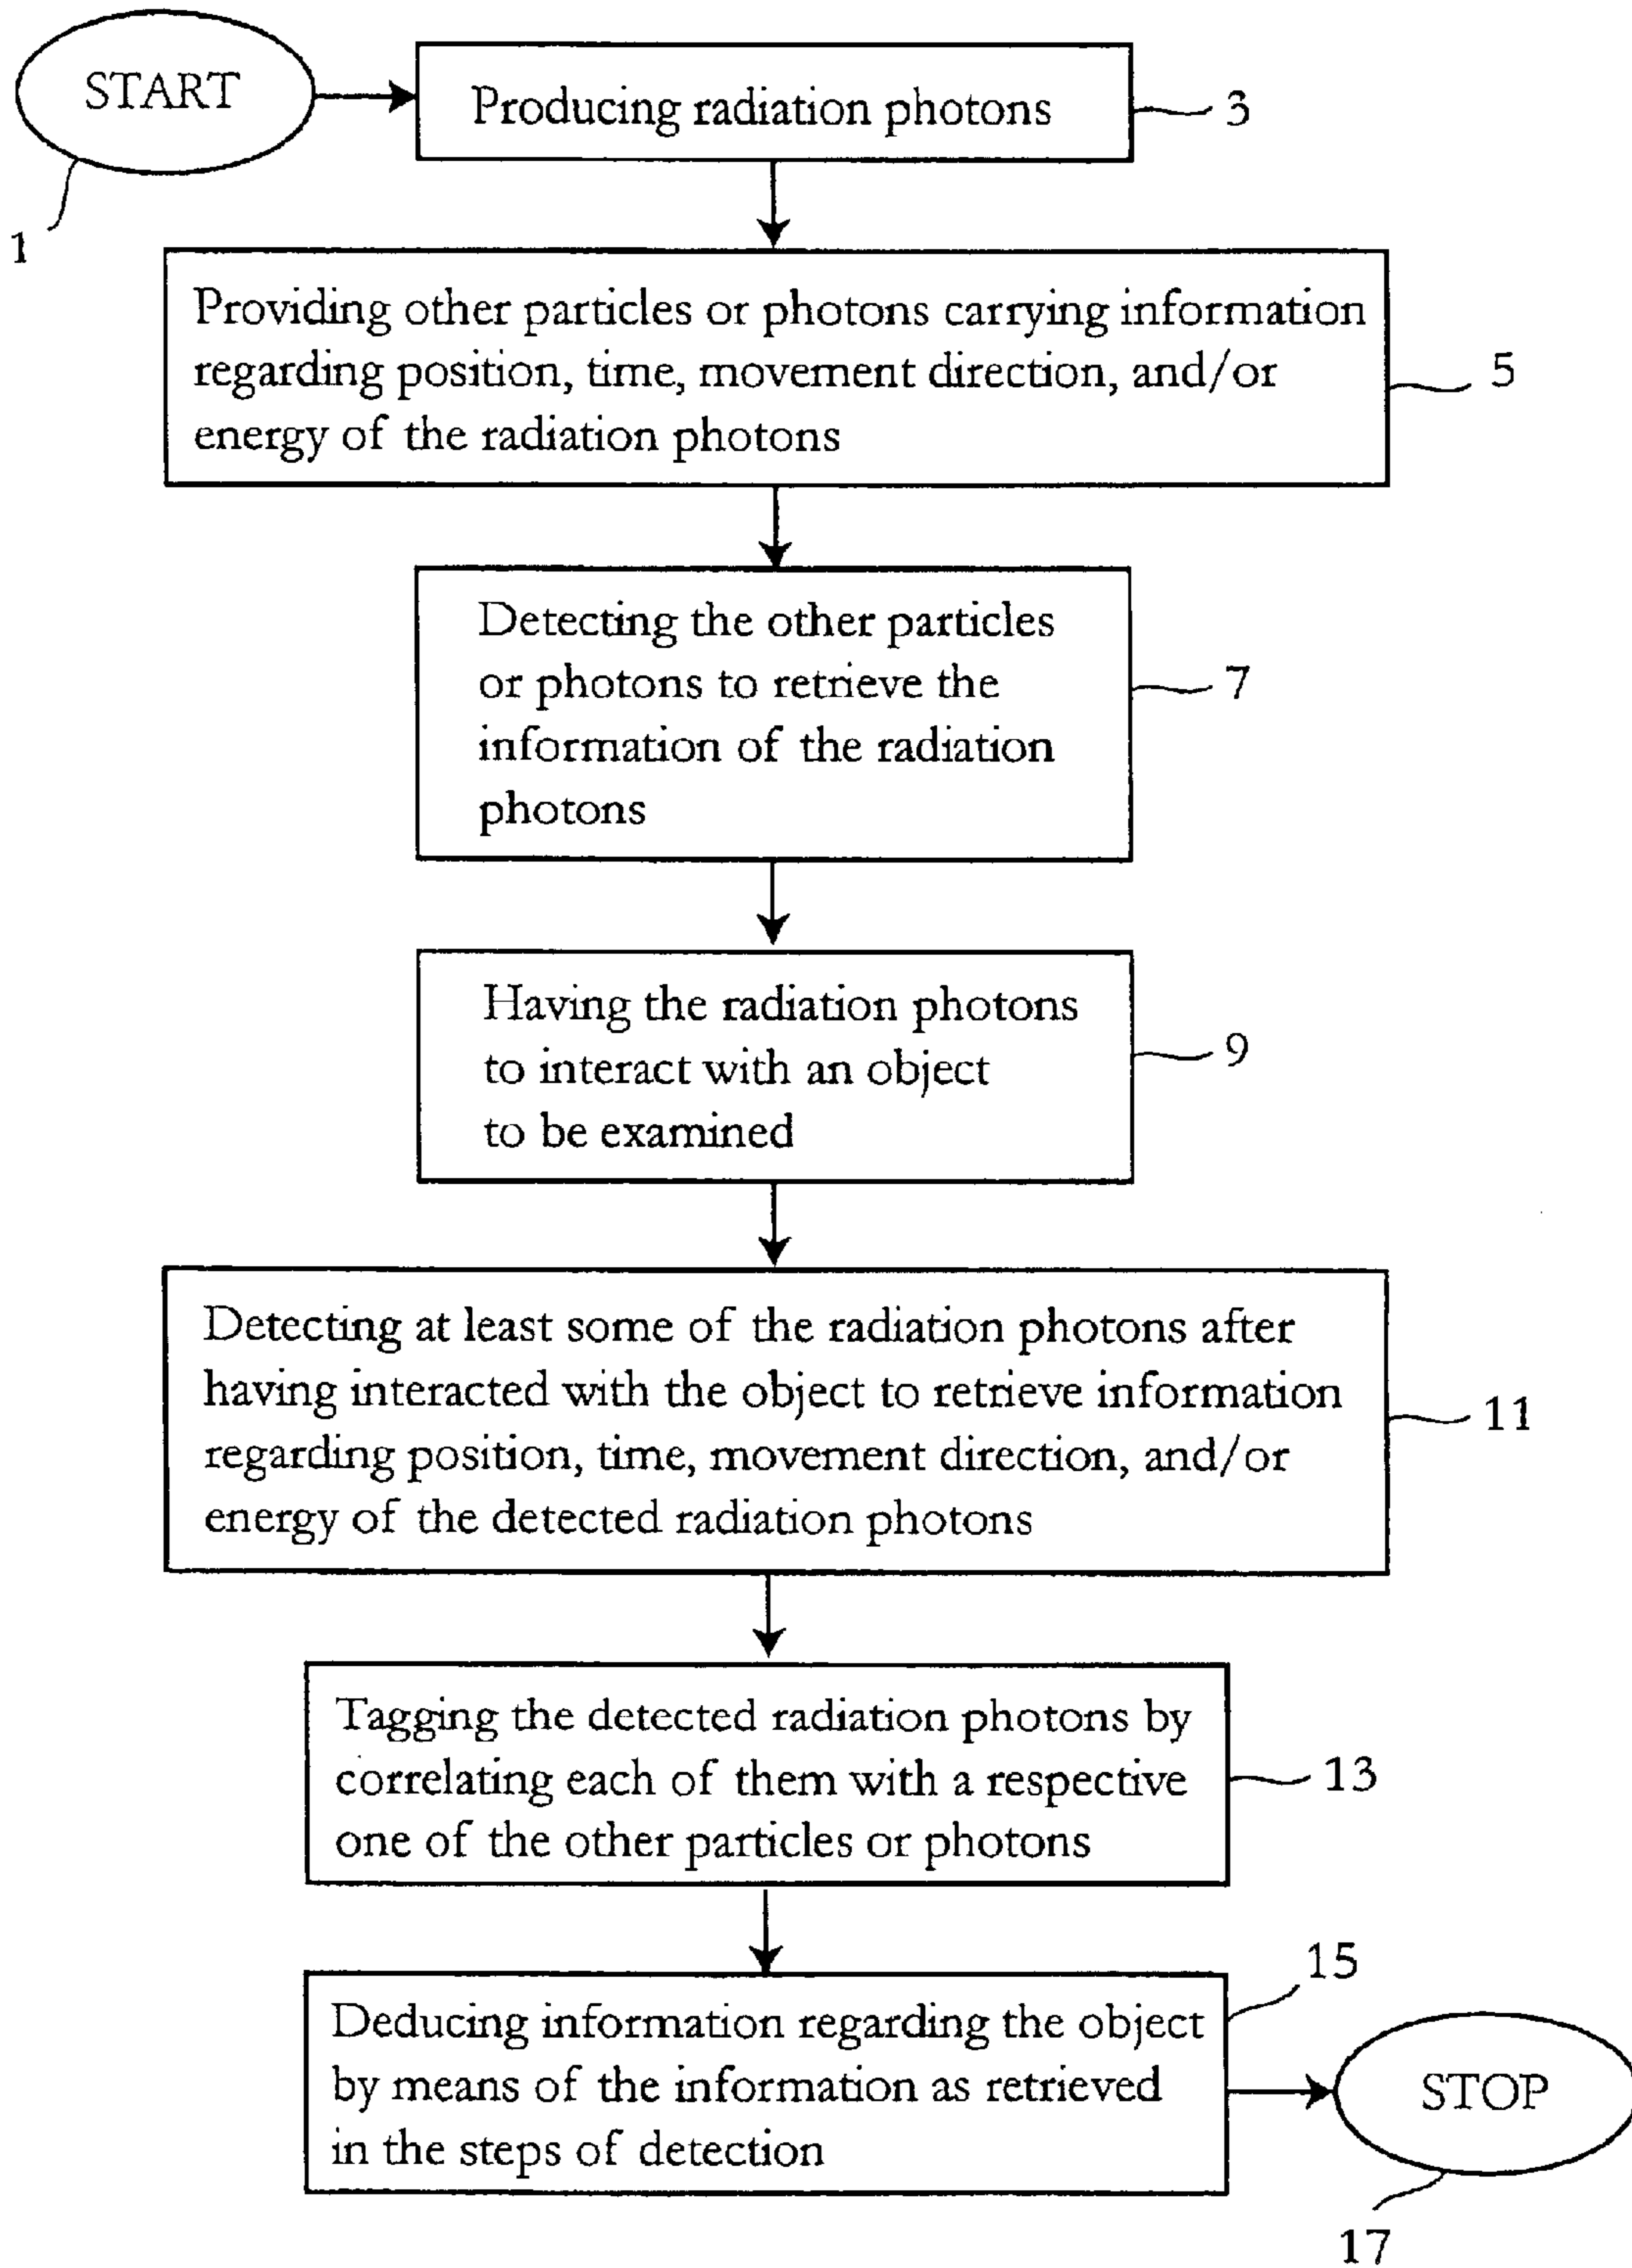 START
Producing radiation photons
3
1
Providing other particles or photons carrying information
regarding position, time, movement direction, and/or
energy of the radiation photons
5
Detecting the other particles
or photons to retrieve the
information of the radiation
photons
7
Having the radiation photons
to interact with an object
to be examined
9
Detecting at least some of the radiation photons after
having interacted with the object to retrieve information
regarding position, time, movement direction, and/or
energy of the detected radiation photons
11
Tagging the detected radiation photons by
correlating each of them with a respective
one of the other particles or photons
13
15
Deducing information regarding the object
by means of the information as retrieved
in the steps of detection
STOP
17